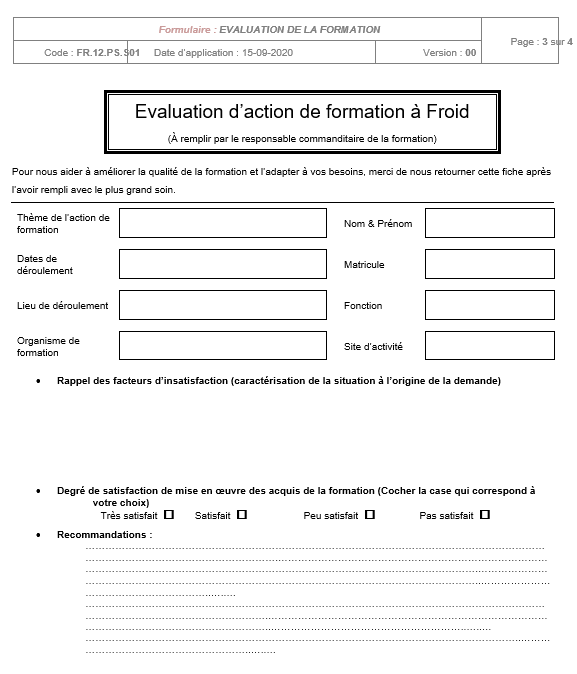 Formulaire : EVALUATION DE LA FORMATION
Page : 3 sur 4
Code : FR.12.PS.S01 Date d'application : 15-09-2020 Version : 00
Evaluation d'action de formation à Froid
(À remplir par le responsable commanditaire de la formation)
Pour nous aider à améliorer la qualité de la formation et l'adapter à vos besoins, merci de nous retourner cette fiche après
l'avoir rempli avec le plus grand soin.
Thème de l'action de
formation
Nom & Prénom
Dates de
déroulement
Matricule
Lieu de déroulement
Fonction
Organisme de
formation
Site d'activité
• Rappel des facteurs d'insatisfaction (caractérisation de la situation à l'origine de la demande)
• Degré de satisfaction de mise en œuvre des acquis de la formation (Cocher la case qui correspond à
votre choix)
Très satisfait ☐ Satisfait ☐ Peu satisfait ☐ Pas satisfait ☐
• Recommandations :